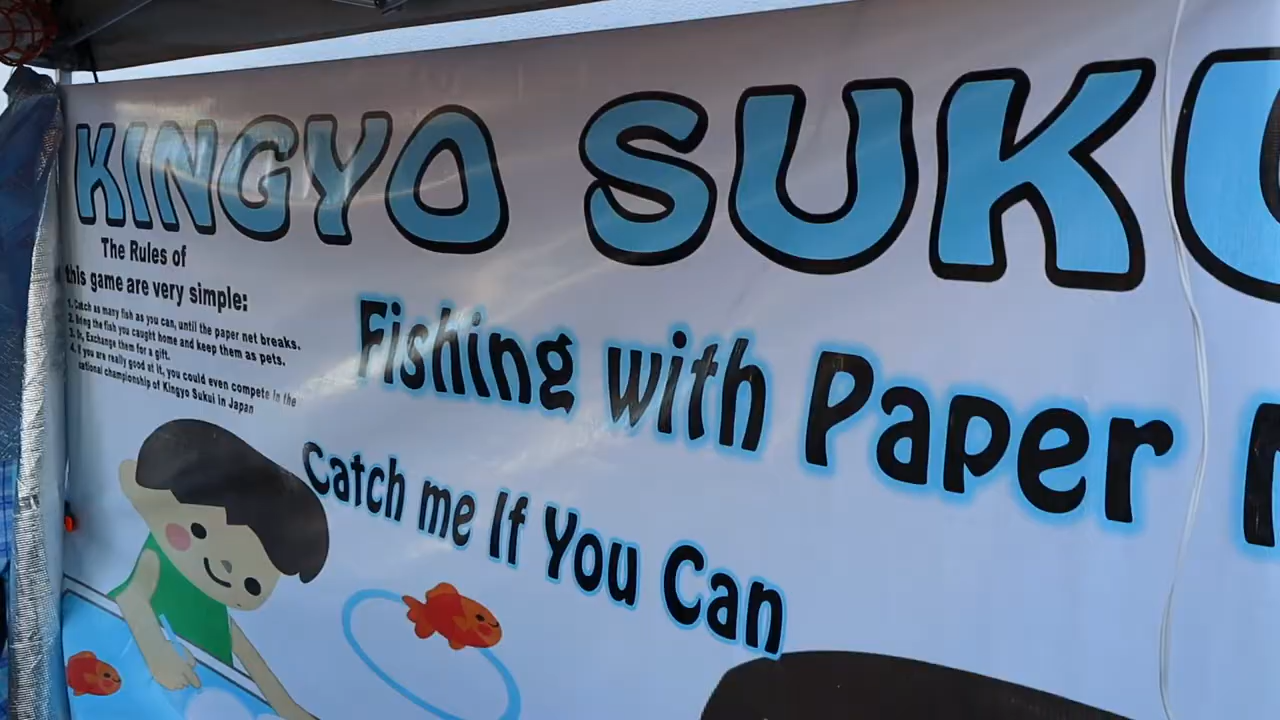 KINGYO SUKU
The Rules of
this game are very simple:
1. Catch as many fish as you can, until the paper net breaks.
2. Bring the fish you caught home and keep them as pets.
3. Or, Exchange them for a gift.
4. If you are really good at it, you could even compete in the
national championship of Kingyo Sukui in Japan
Fishing with Paper
Catch me If You Can